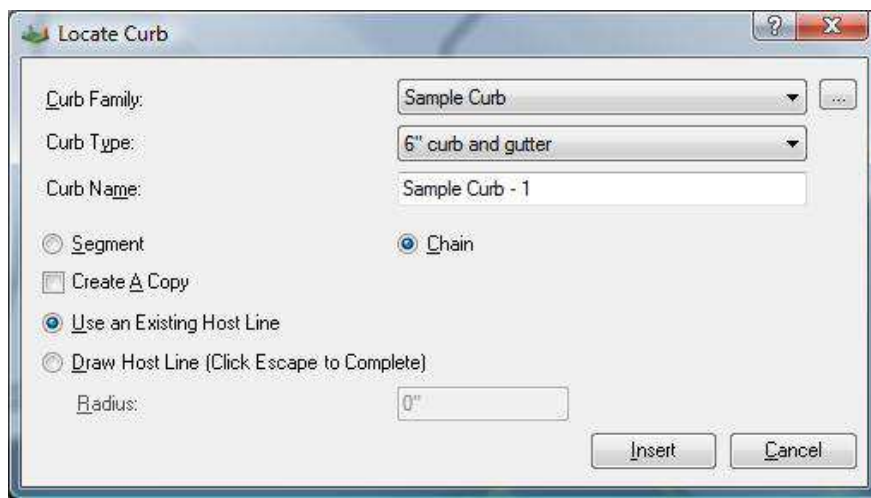 Locate Curb
?
X
Curb Family: Sample Curb ...
Curb Type: 6" curb and gutter
Curb Name: Sample Curb - 1
Segment Chain
Create A Copy
Use an Existing Host Line
Draw Host Line (Click Escape to Complete)
Radius: 0"
Insert Cancel